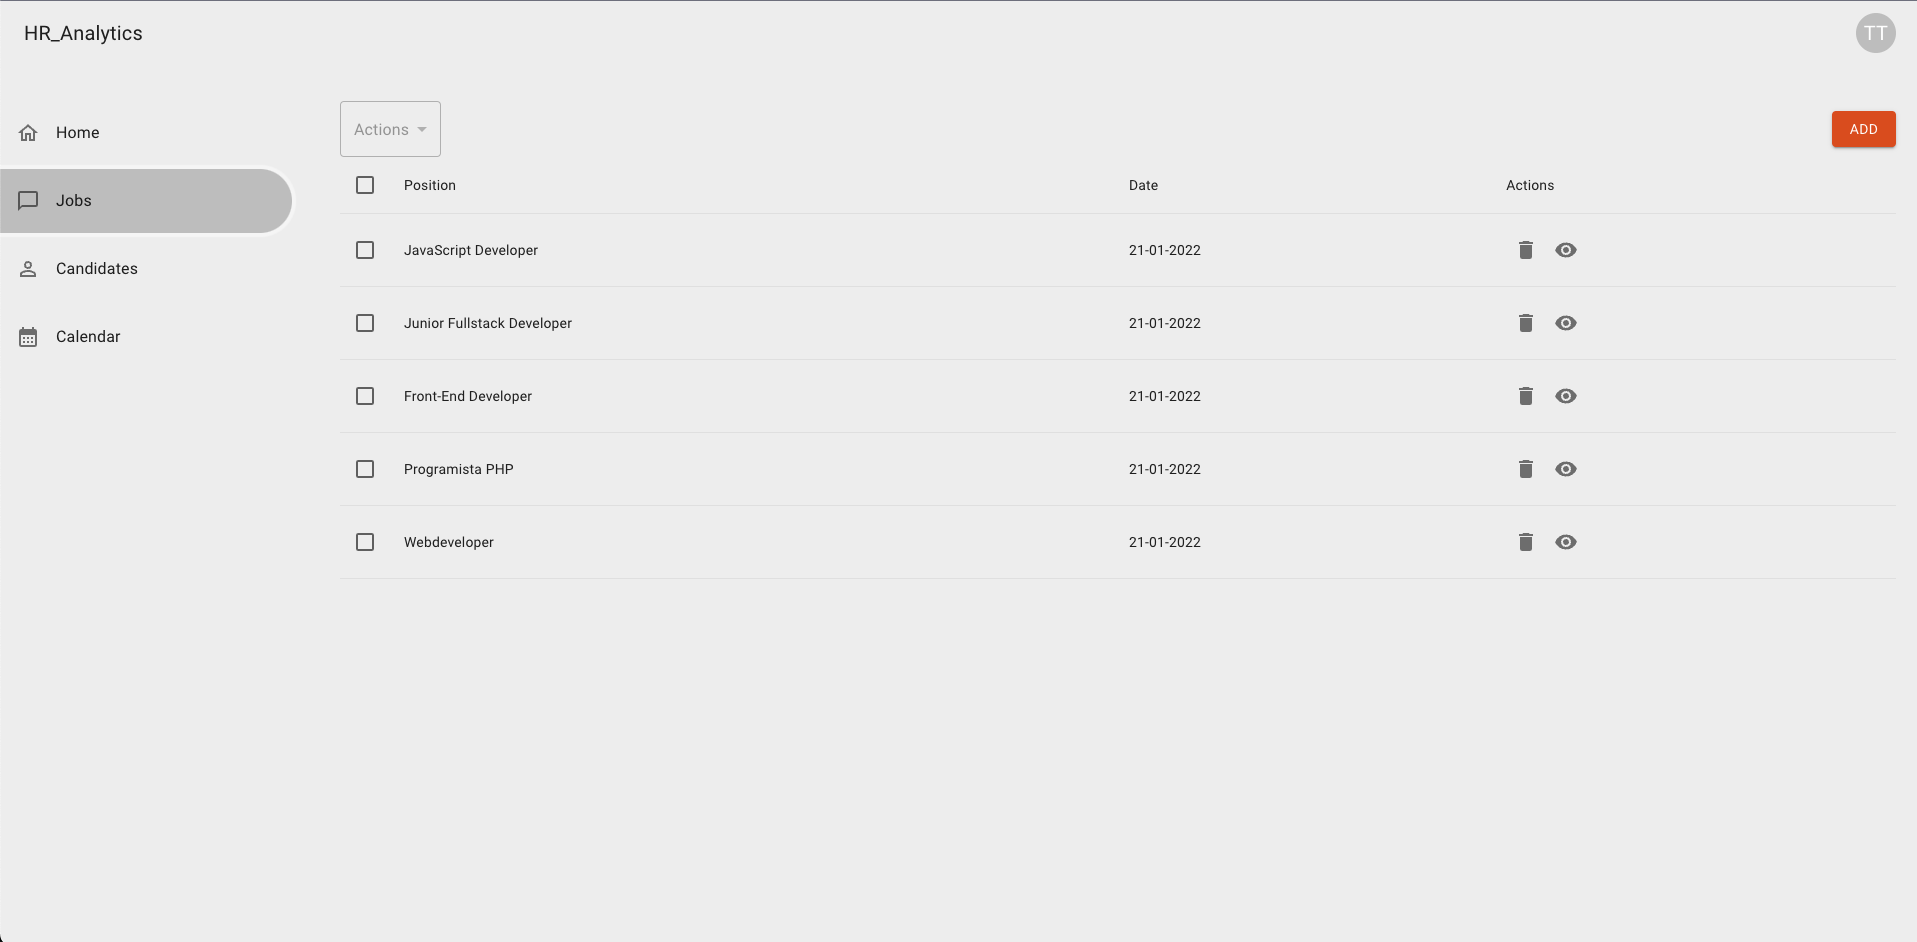 HR_Analytics
TT
Home
Jobs
Candidates
Calendar
Actions
ADD
Position Date Actions
JavaScript Developer 21-01-2022
Junior Fullstack Developer 21-01-2022
Front-End Developer 21-01-2022
Programista PHP 21-01-2022
Webdeveloper 21-01-2022